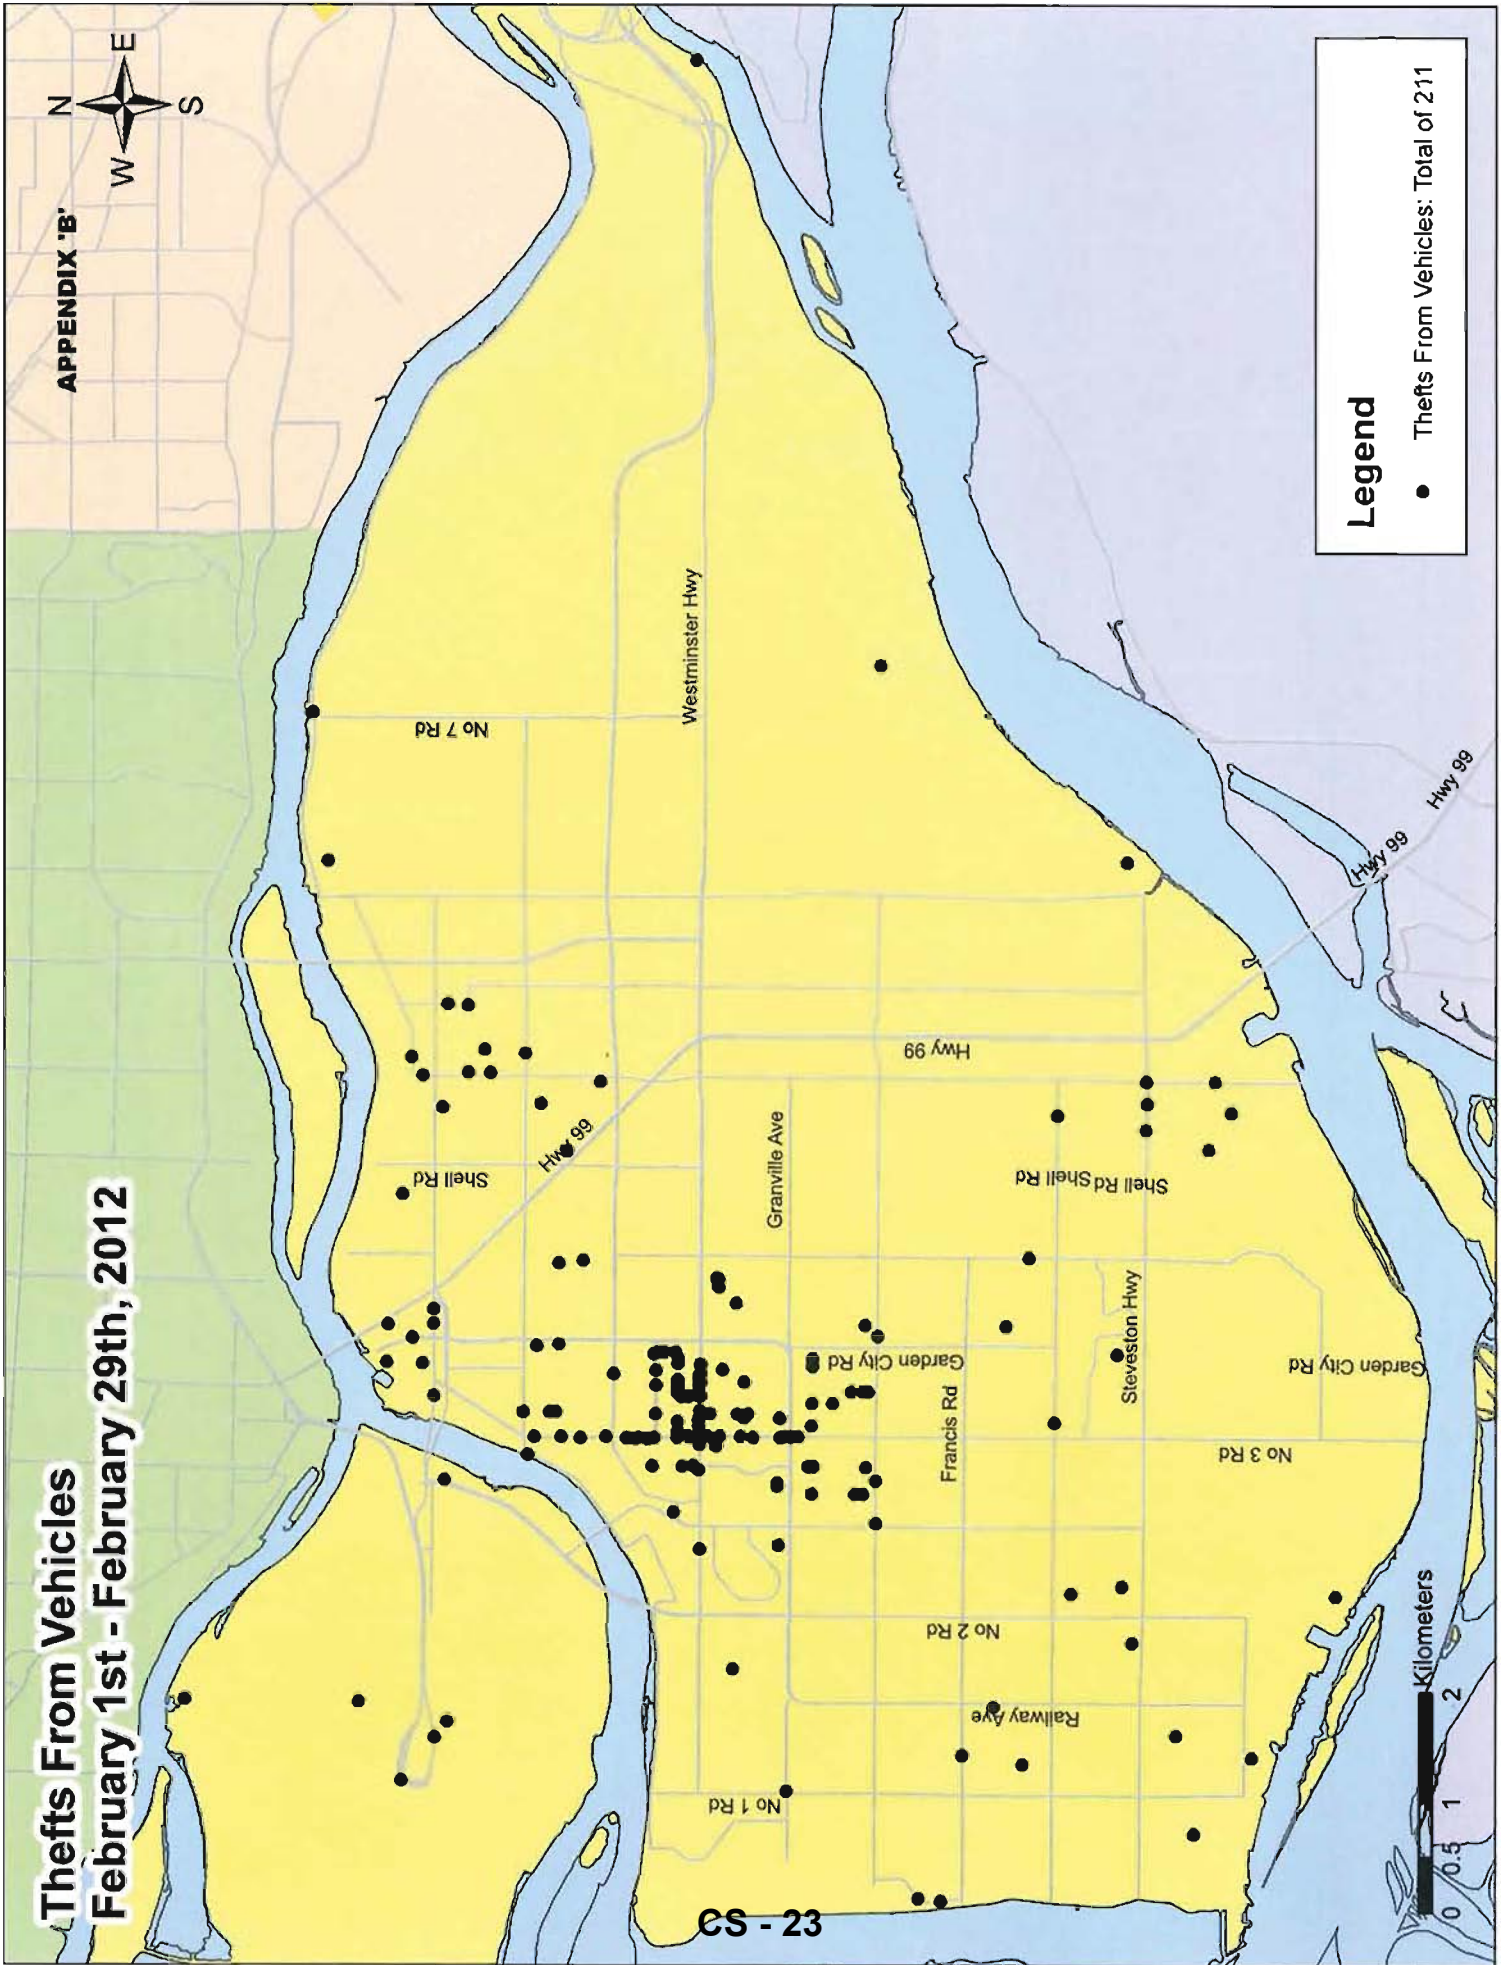 Thefts From Vehicles
February 1st - February 29th, 2012
APPENDIX 'B'
N
W
E
S
No 7 Rd
Westminster Hwy
Shell Rd
Hwy 99
Hwy 99
Granville Ave
Garden City Rd
Francis Rd
Shell Rd
Shell Rd
Steveston Hwy
Garden City Rd
No 3 Rd
No 2 Rd
Railway Ave
No 1 Rd
Hwy 99
Hwy 99
Legend
Thefts From Vehicles: Total of 211
0 0.5 1 2
Kilometers
CS - 23